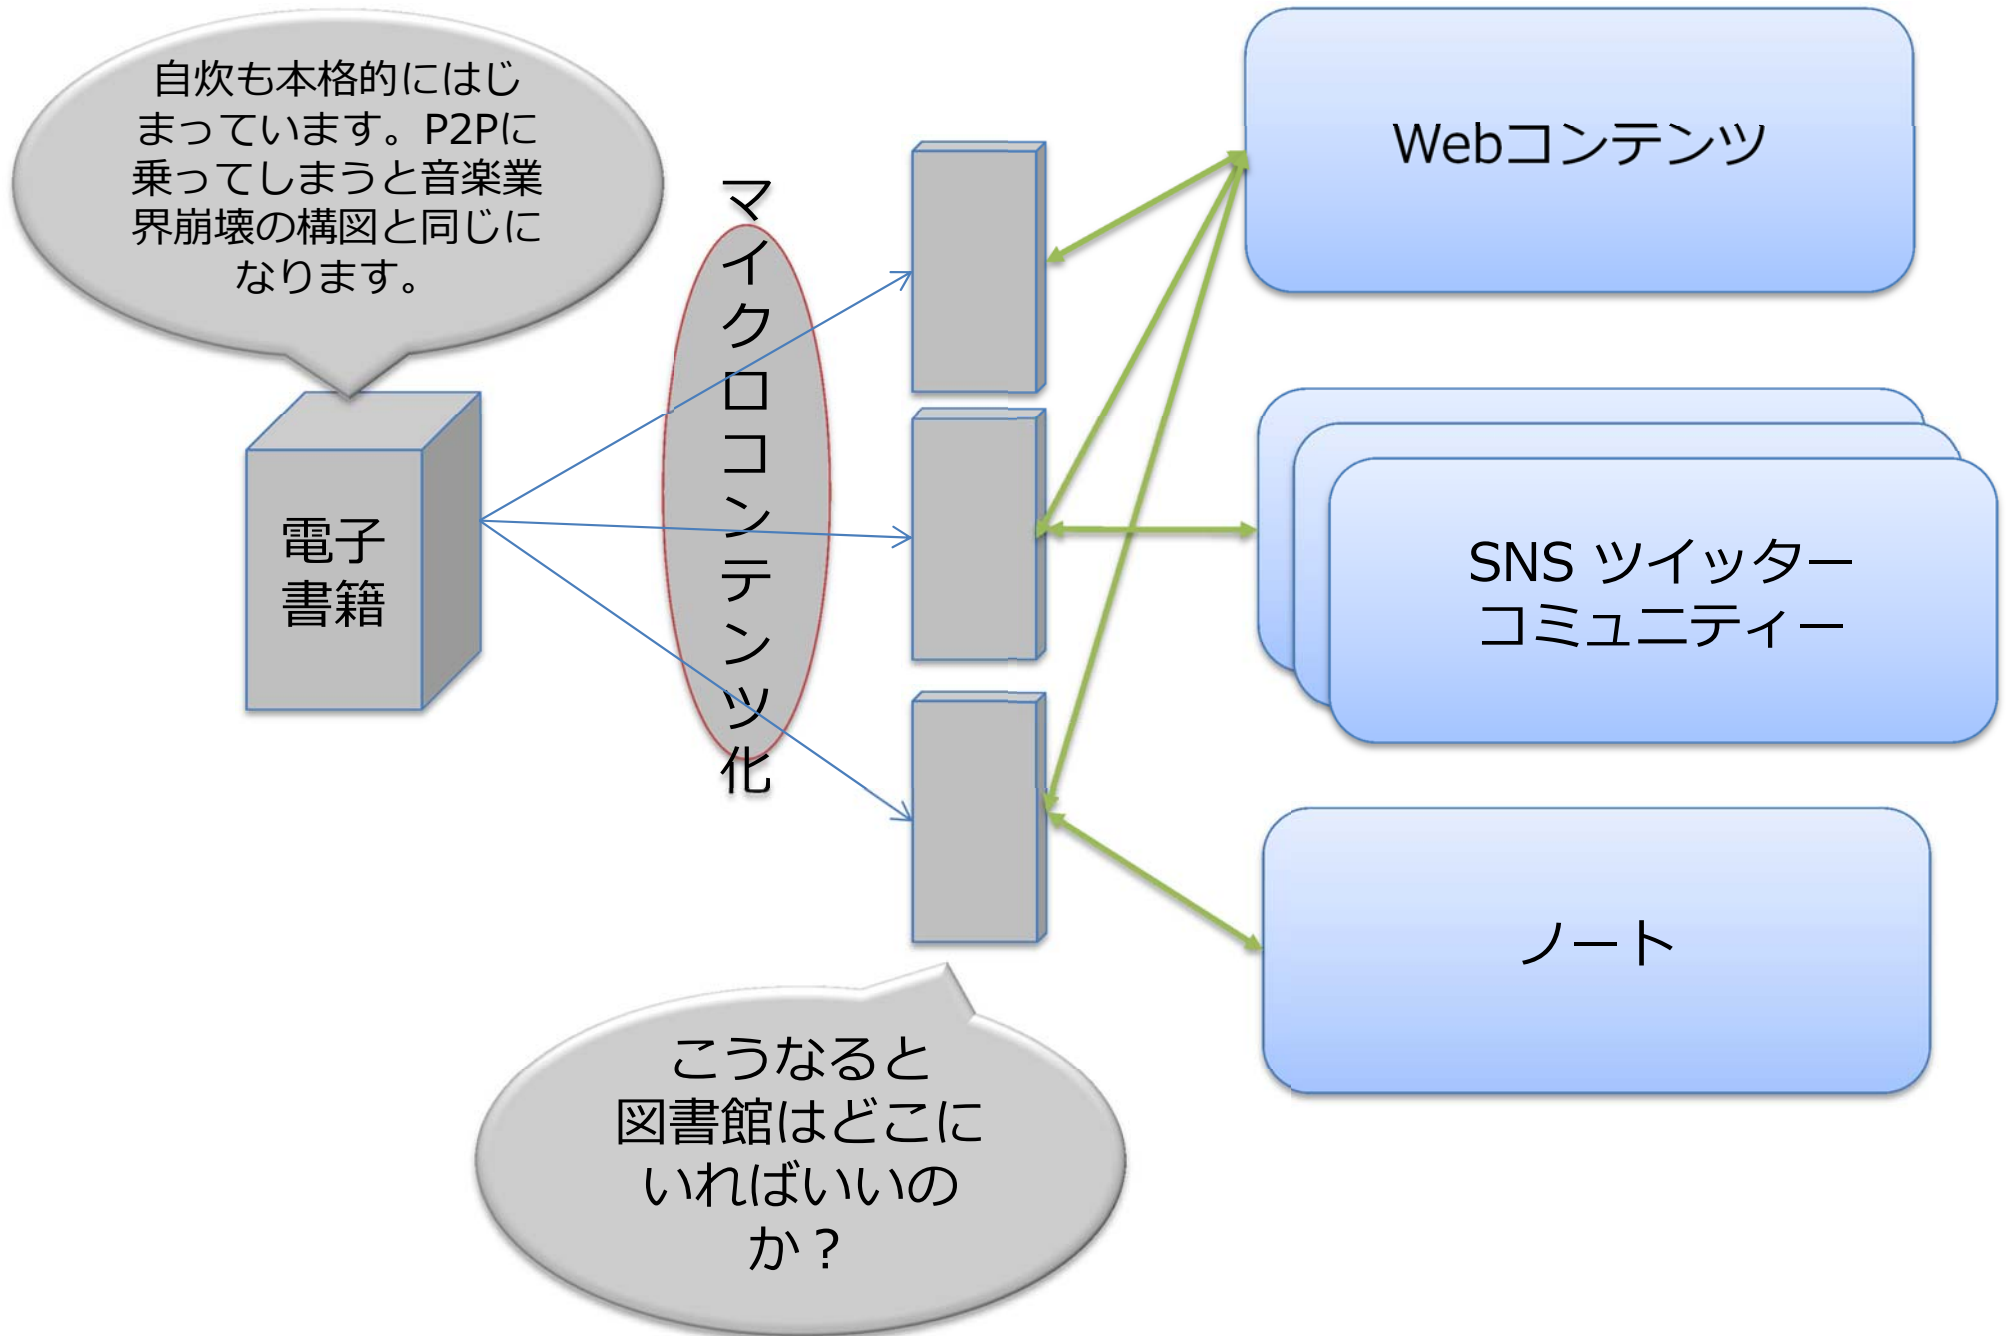 自炊も本格的にはじ
まっています。P2Pに
乗ってしまうと音楽業
界崩壊の構図と同じに
なります。
電子
書籍
マイクロコンテンツ化
Webコンテンツ
SNS ツイッター
コミュニティー
ノート
こうなると
図書館はどこに
いればいいの
か？